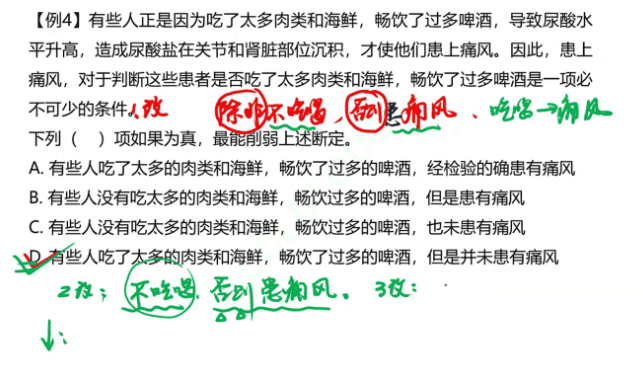 【例4】有些人正是因为吃了太多肉类和海鲜，畅饮了过多啤酒，导致尿酸水
平升高，造成尿酸盐在关节和肾脏部位沉积，才使他们患上痛风。因此，患上
痛风，对于判断这些患者是否吃了太多肉类和海鲜，畅饮了过多啤酒是一项必
不可少的条件。改 除非不吃喝，否则患痛风、吃喝→痛风
下列（ ）项如果为真，最能削弱上述断定。
A. 有些人吃了太多的肉类和海鲜，畅饮了过多的啤酒，经检验的确患有痛风
B. 有些人没有吃太多的肉类和海鲜，畅饮过多的啤酒，但是患有痛风
C. 有些人没有吃太多的肉类和海鲜，畅饮了过多的啤酒，也未患有痛风
D. 有些人吃了太多的肉类和海鲜，畅饮了过多的啤酒，但是并未患有痛风
2改：不吃喝，否则患痛风。 3改：
↓：